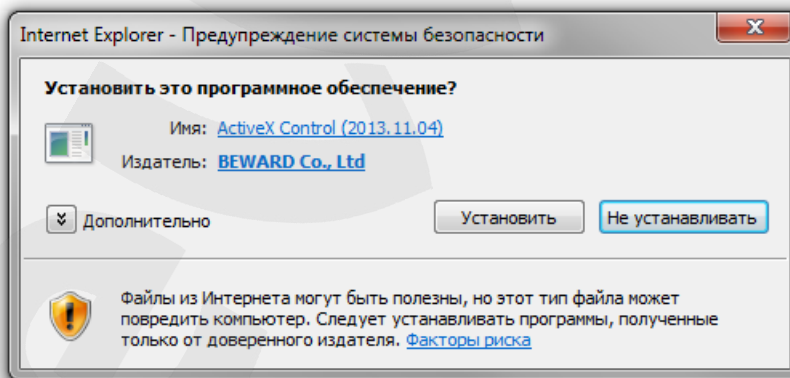 Internet Explorer - Предупреждение системы безопасности
Установить это программное обеспечение?
Имя: ActiveX Control (2013.11.04)
Издатель: BEWARD Co., Ltd
Дополнительно
Установить
Не устанавливать
Файлы из Интернета могут быть полезны, но этот тип файла может
повредить компьютер. Следует устанавливать программы, полученные
только от доверенного издателя. Факторы риска